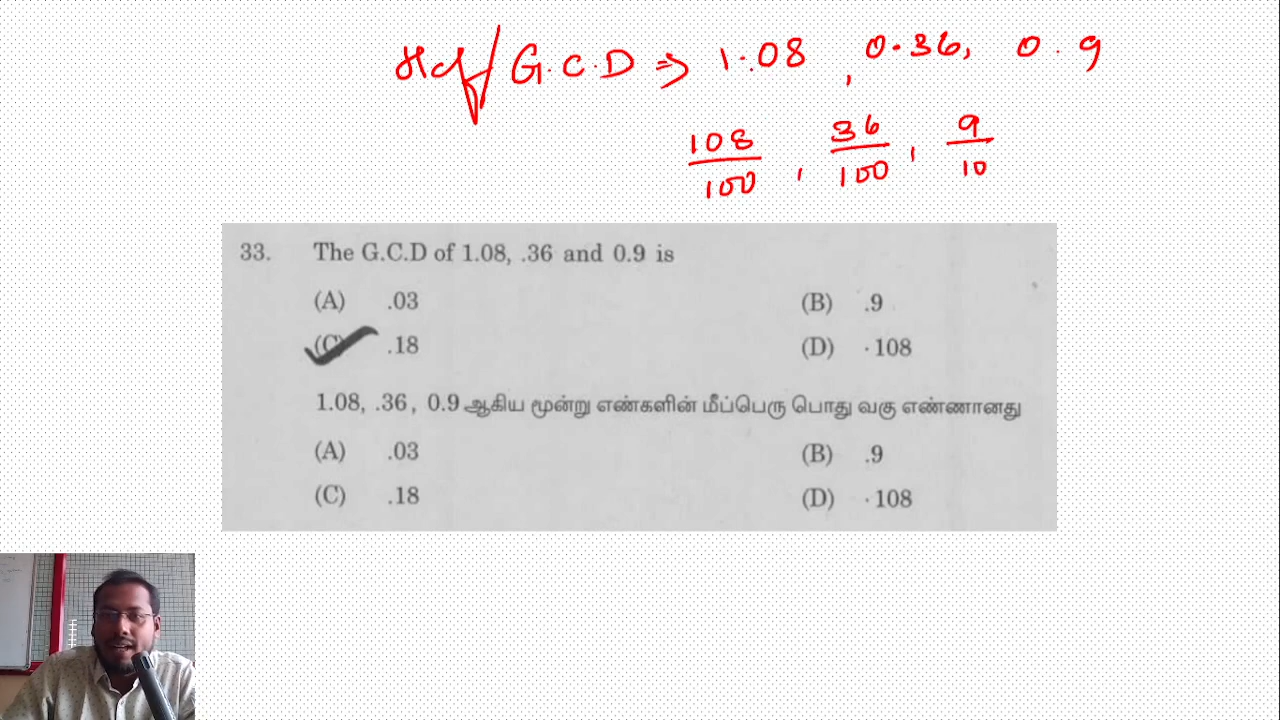 Hcf/G.C.D ⇒ 1.08, 0.36, 0.9
108/100, 36/100, 9/10
33. The G.C.D of 1.08, .36 and 0.9 is
(A) .03 (B) .9
(C) .18 (D) .108
1.08, .36, 0.9 ஆகிய மூன்று எண்களின் மீப்பெரு பொது வகு எண்ணானது
(A) .03 (B) .9
(C) .18 (D) .108